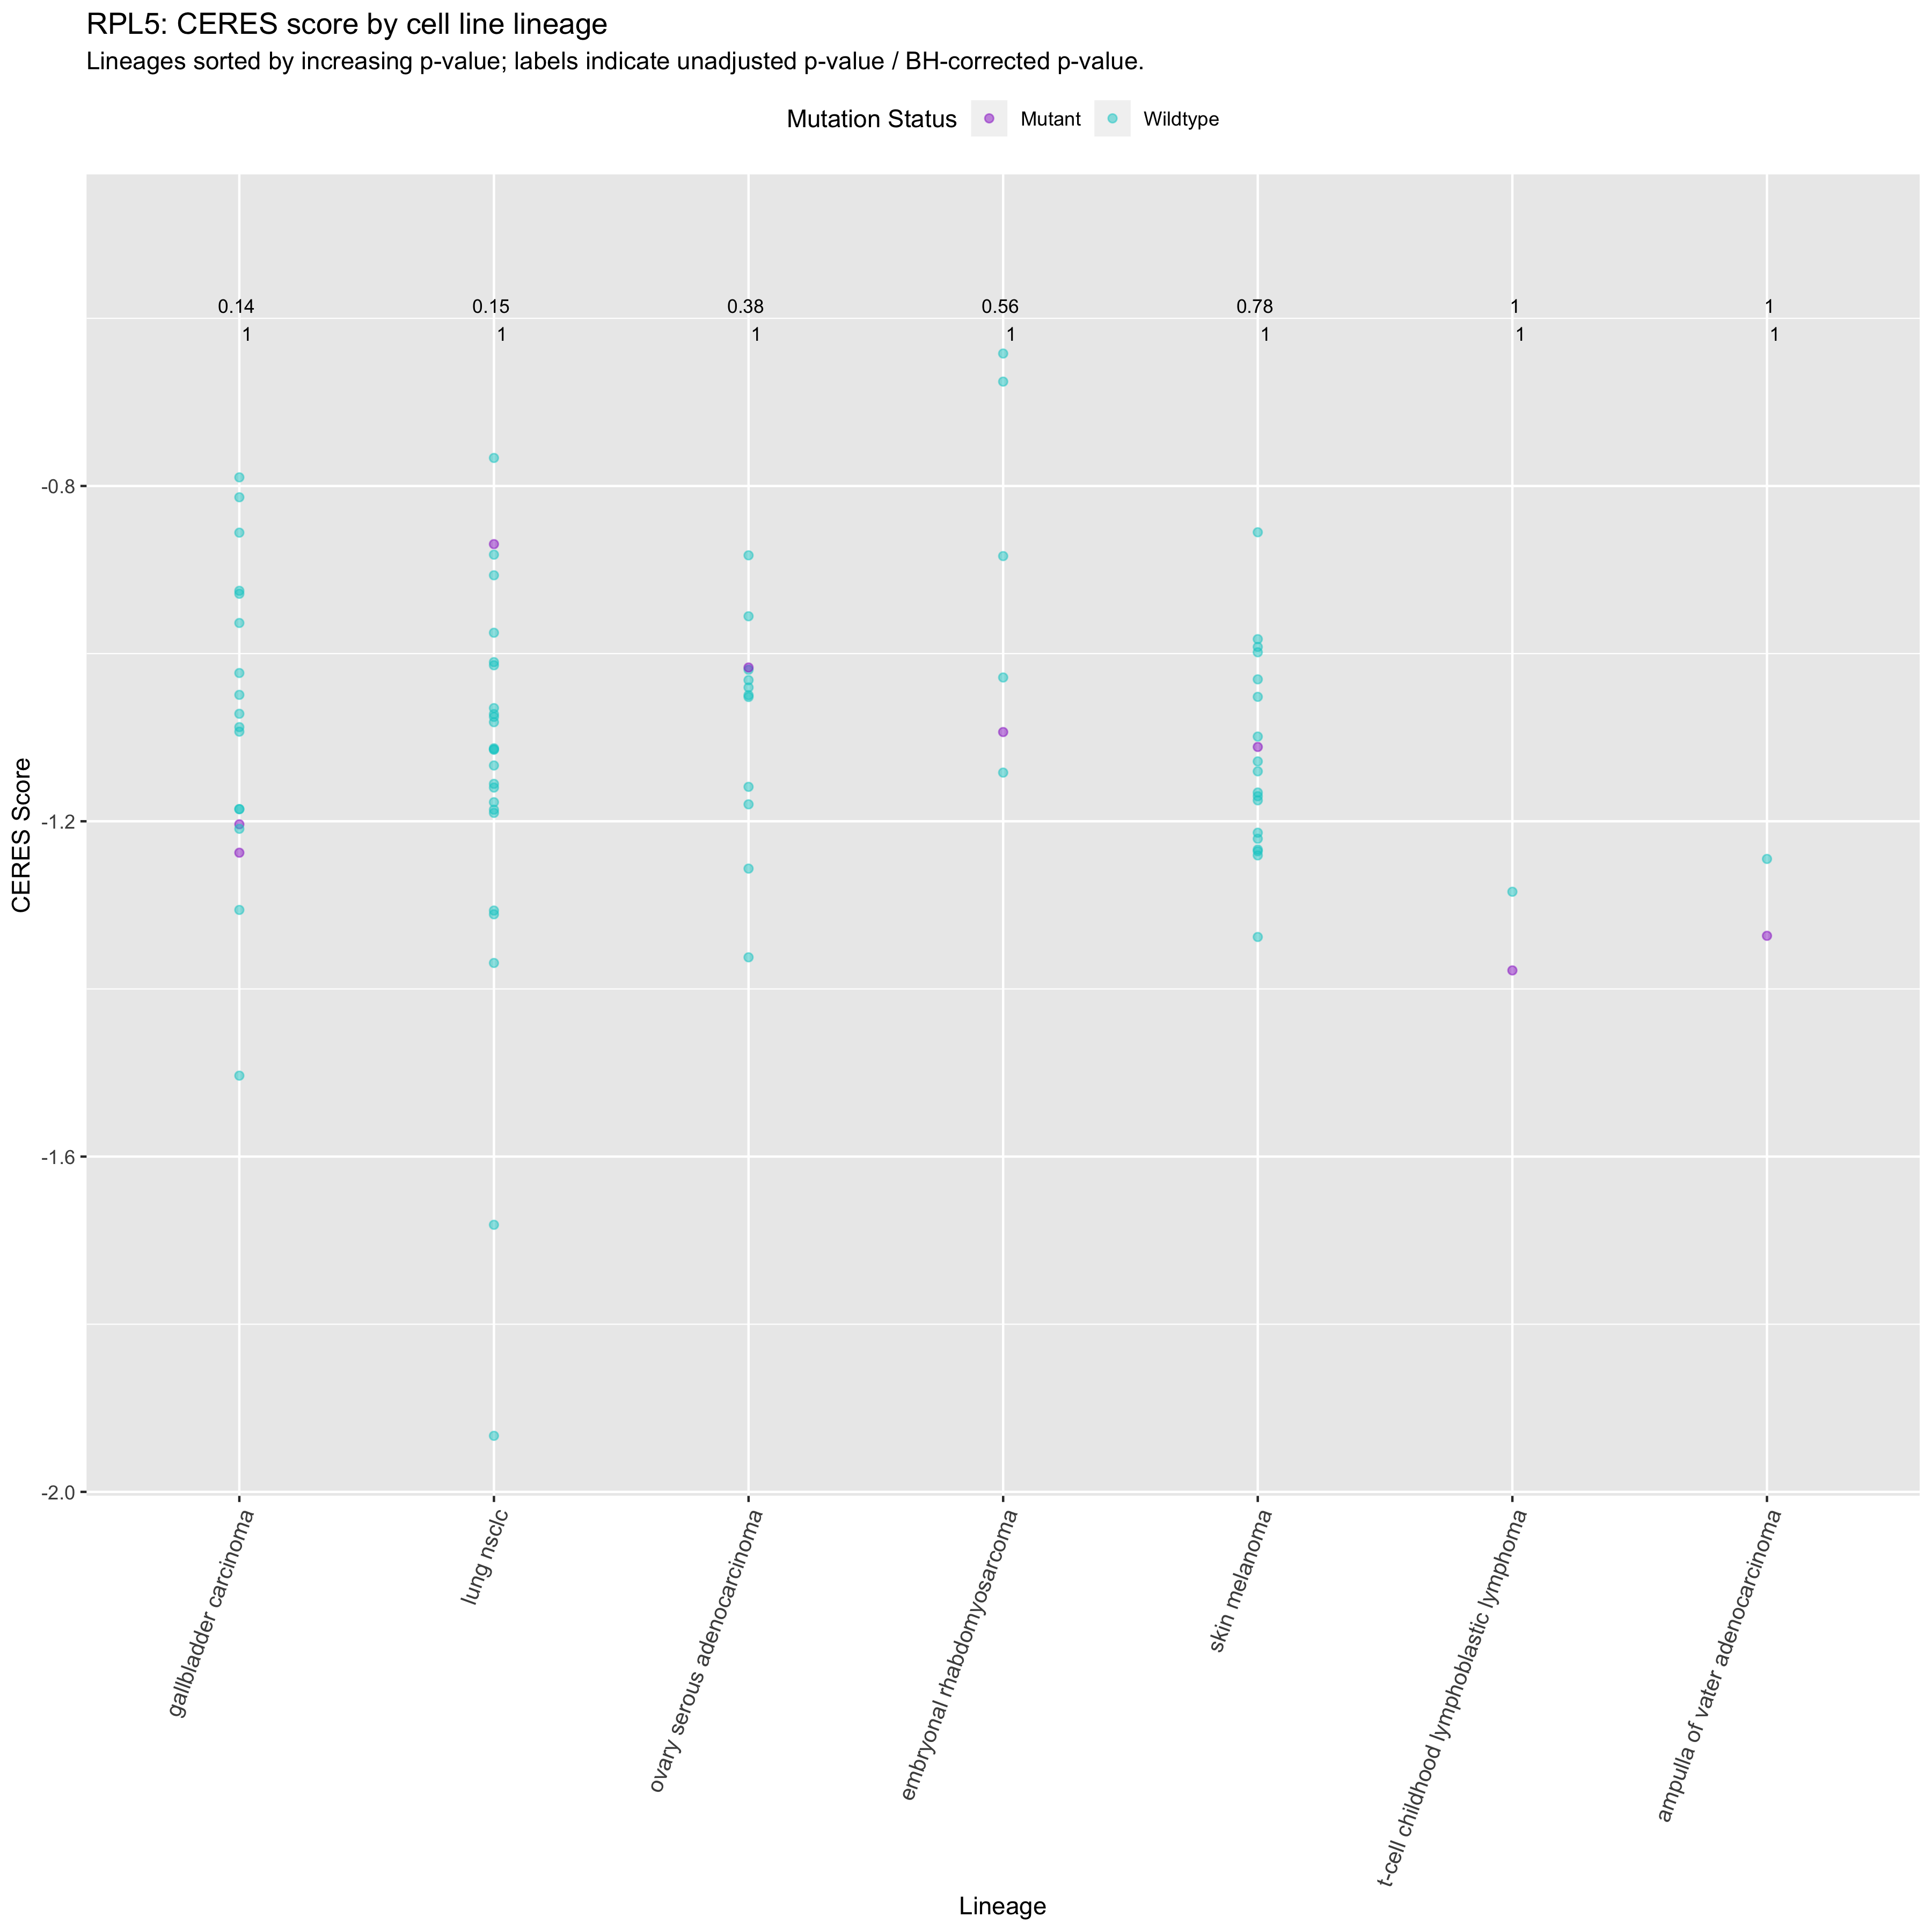 RPL5: CERES score by cell line lineage
Lineages sorted by increasing p-value; labels indicate unadjusted p-value / BH-corrected p-value.
Mutation Status Mutant Wildtype
0.14 0.15 0.38 0.56 0.78 1 1
1 1 1 1 1 1 1
-0.8
-1.2
-1.6
-2.0
CERES Score
gallbladder carcinoma
lung nsclc
ovary serous adenocarcinoma
embryonal rhabdomyosarcoma
skin melanoma
t-cell childhood lymphoblastic lymphoma
ampulla of vater adenocarcinoma
Lineage